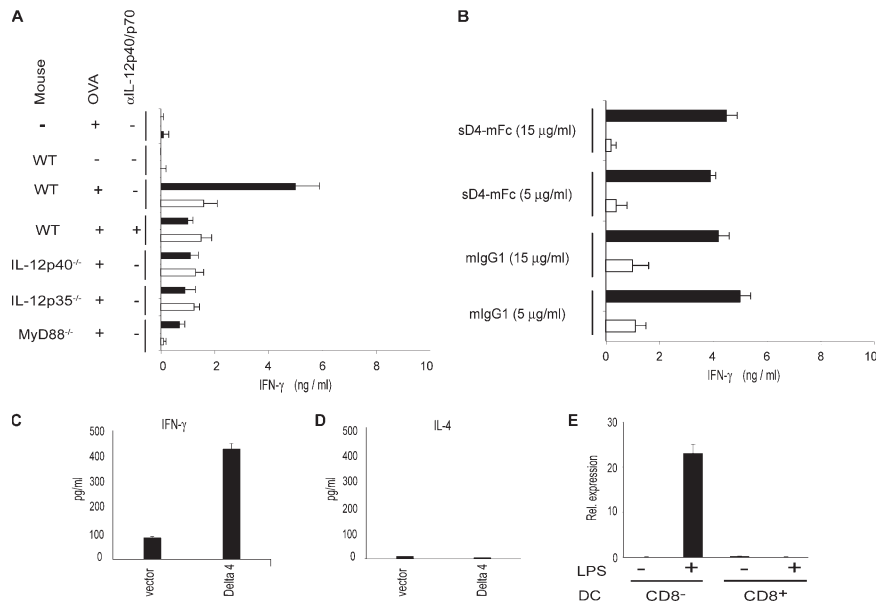 A
Mouse
OVA
αIL-12p40/p70
- + -
WT - -
WT + -
WT + +
IL-12p40-/- + -
IL-12p35-/- + -
MyD88-/- + -
0 2 4 6 8 10
IFN-γ (ng / ml)
B
sD4-mFc (15 µg/ml)
sD4-mFc (5 µg/ml)
mIgG1 (15 µg/ml)
mIgG1 (5 µg/ml)
0 2 4 6 8 10
IFN-γ (ng / ml)
C
IFN-γ
pg/ml
500
400
300
200
100
0
vector
Delta 4
D
IL-4
pg/ml
500
400
300
200
100
0
vector
Delta 4
E
Rel. expression
30
20
10
0
LPS - + - +
DC CD8- CD8+